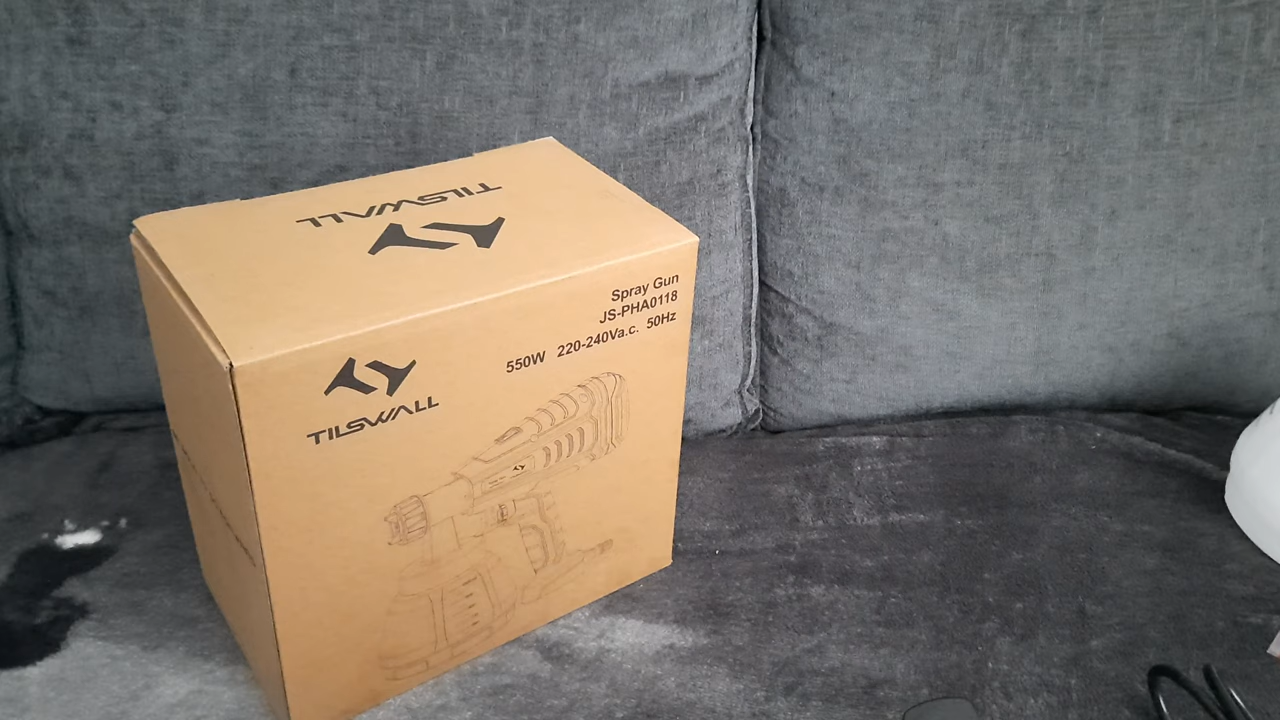 TILSWALL
Spray Gun
JS-PHA0118
550W 220-240Va.c. 50Hz
TILSWALL